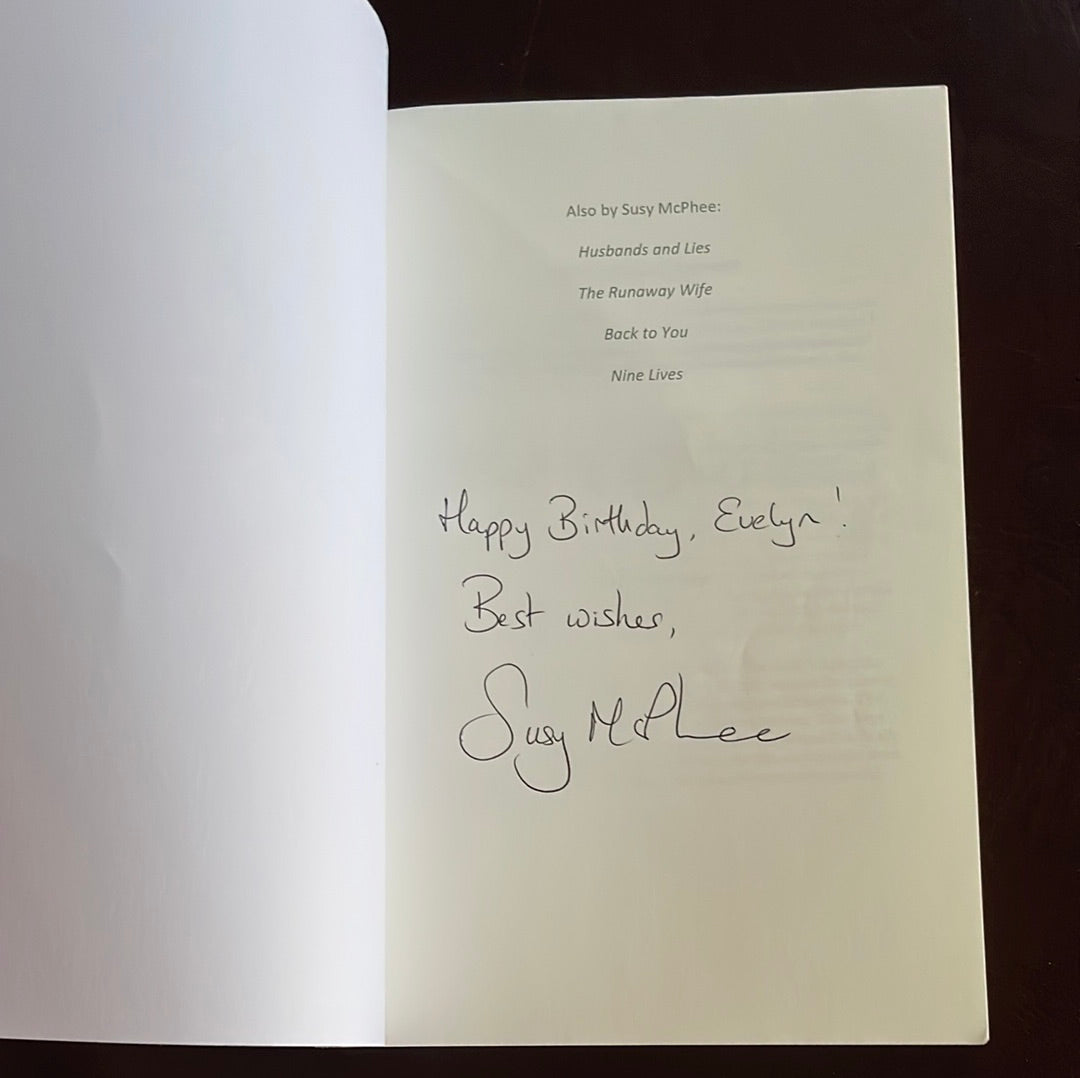 Also by Susy McPhee:
Husbands and Lies
The Runaway Wife
Back to You
Nine Lives
Happy Birthday, Evelyn!
Best wishes,
Susy McPhee